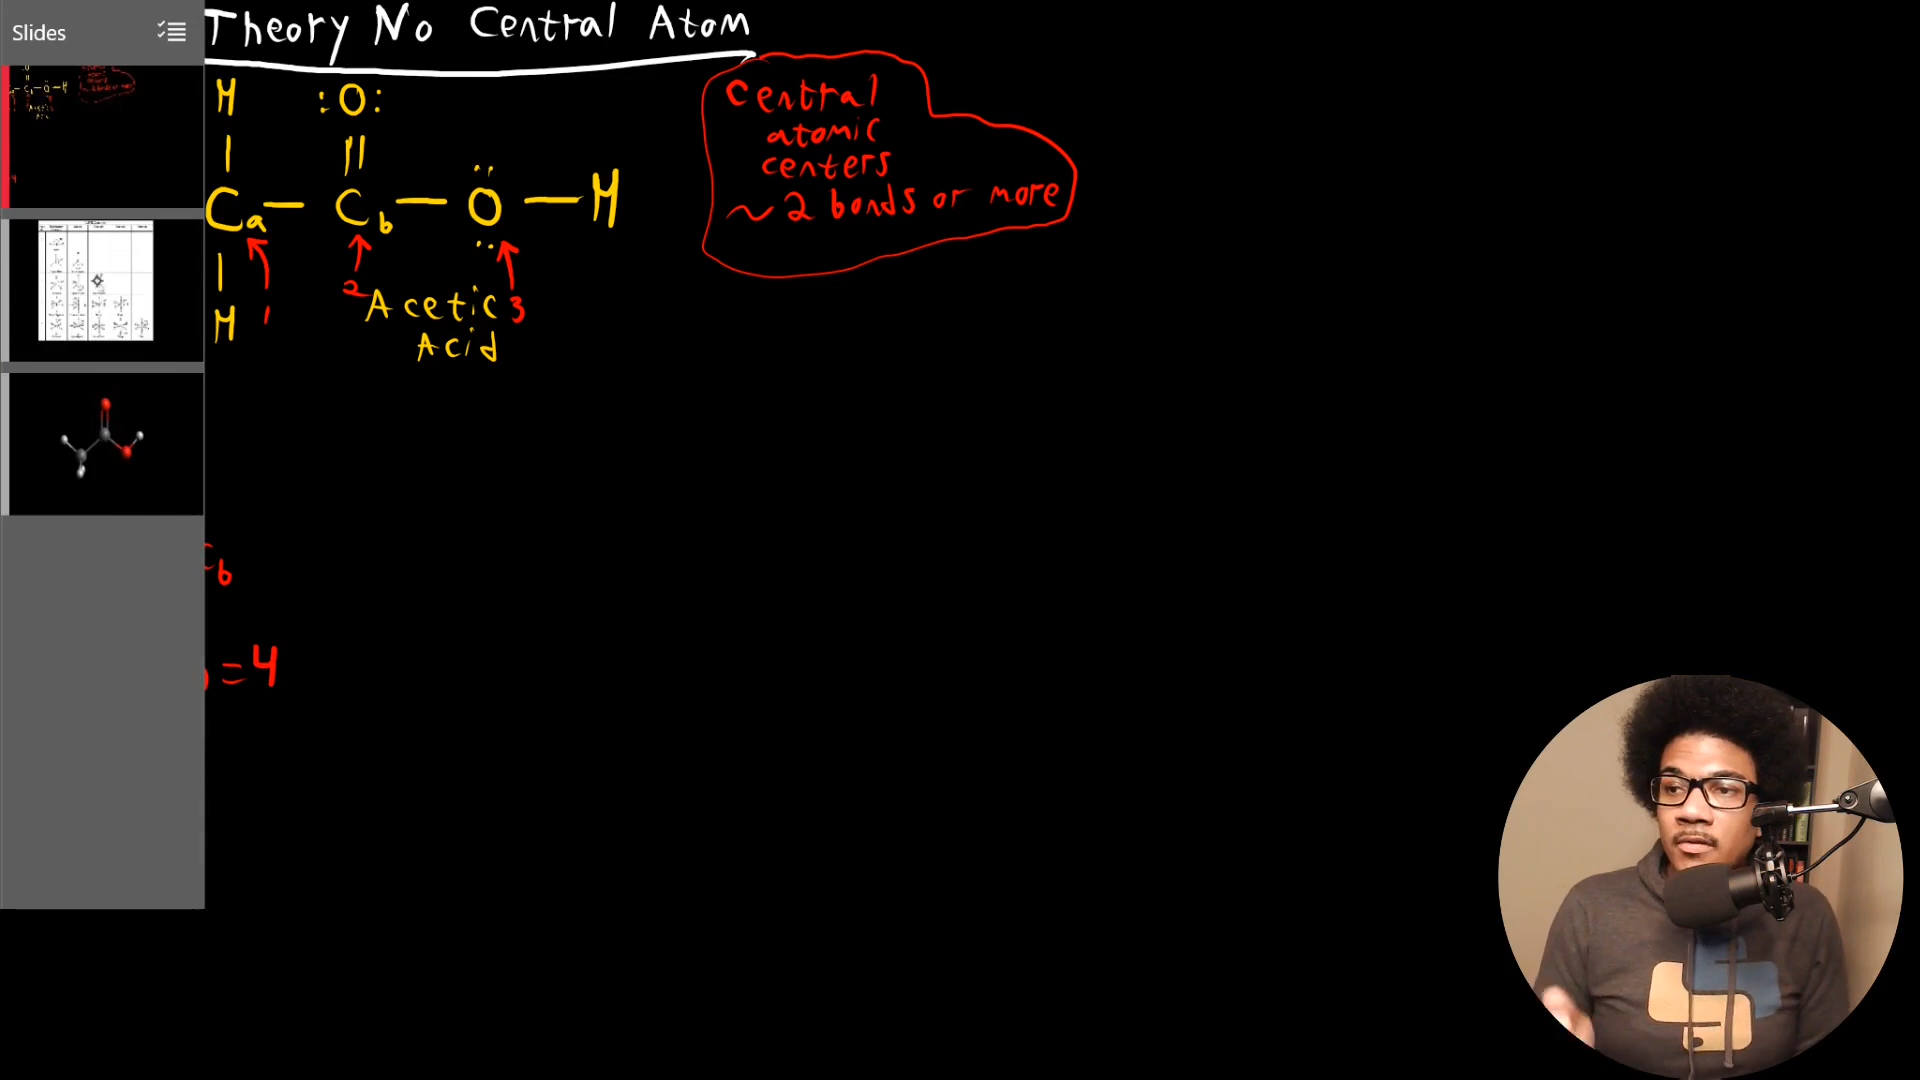 Slides
Theory No Central Atom
H :O:
| ||
Ca — Cb — Ö — H
1 2 3
|
H
Acetic
Acid
Central
atomic
centers
~ 2 bonds or more
b
= 4